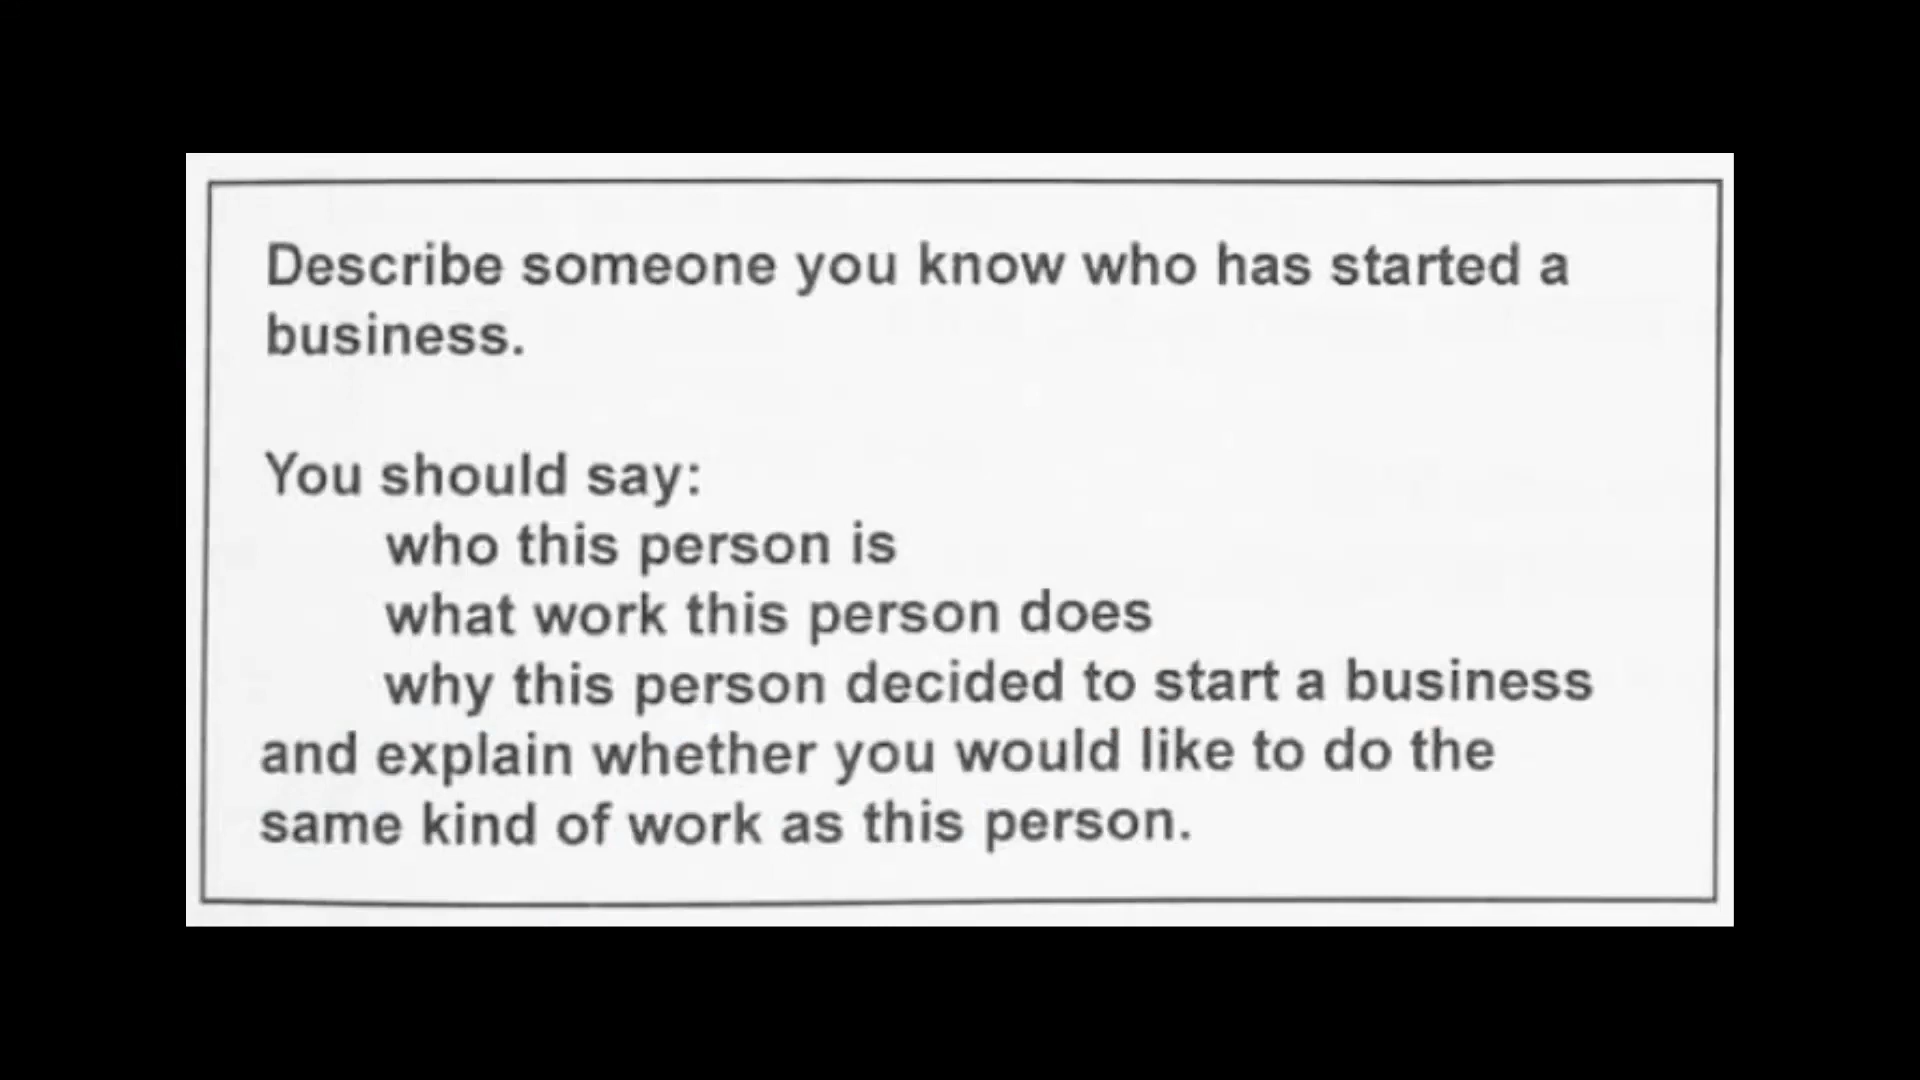 Describe someone you know who has started a
business.
You should say:
who this person is
what work this person does
why this person decided to start a business
and explain whether you would like to do the
same kind of work as this person.